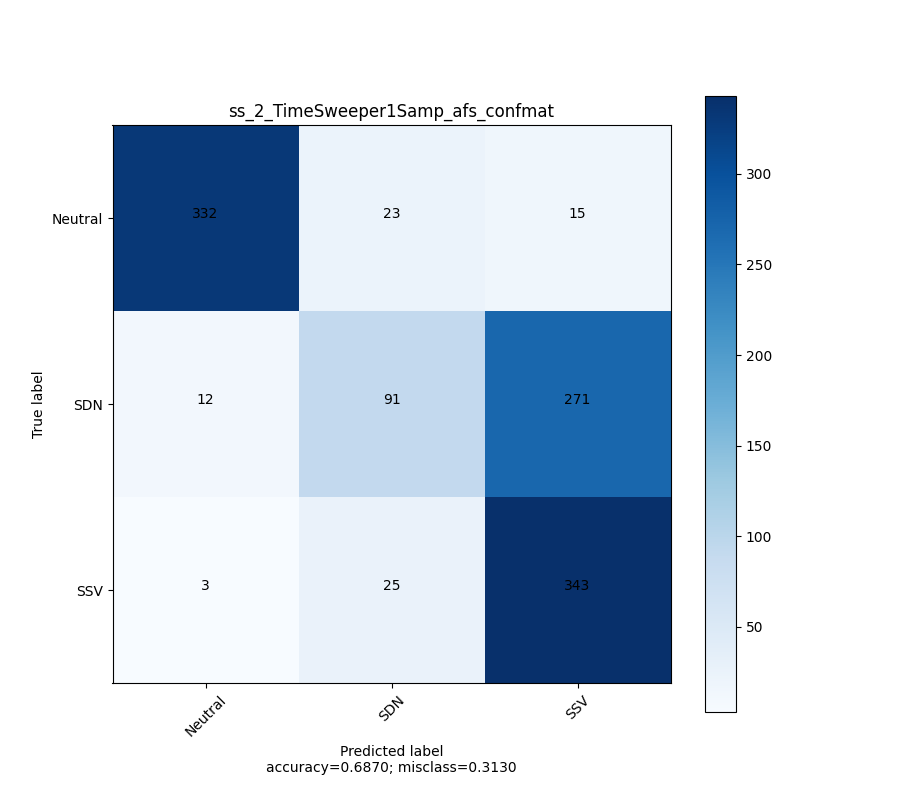 ss_2_TimeSweeper1Samp_afs_confmat
Neutral 332 23 15
SDN 12 91 271
SSV 3 25 343
Neutral SDN SSV
True label
Predicted label
accuracy=0.6870; misclass=0.3130
300
250
200
150
100
50